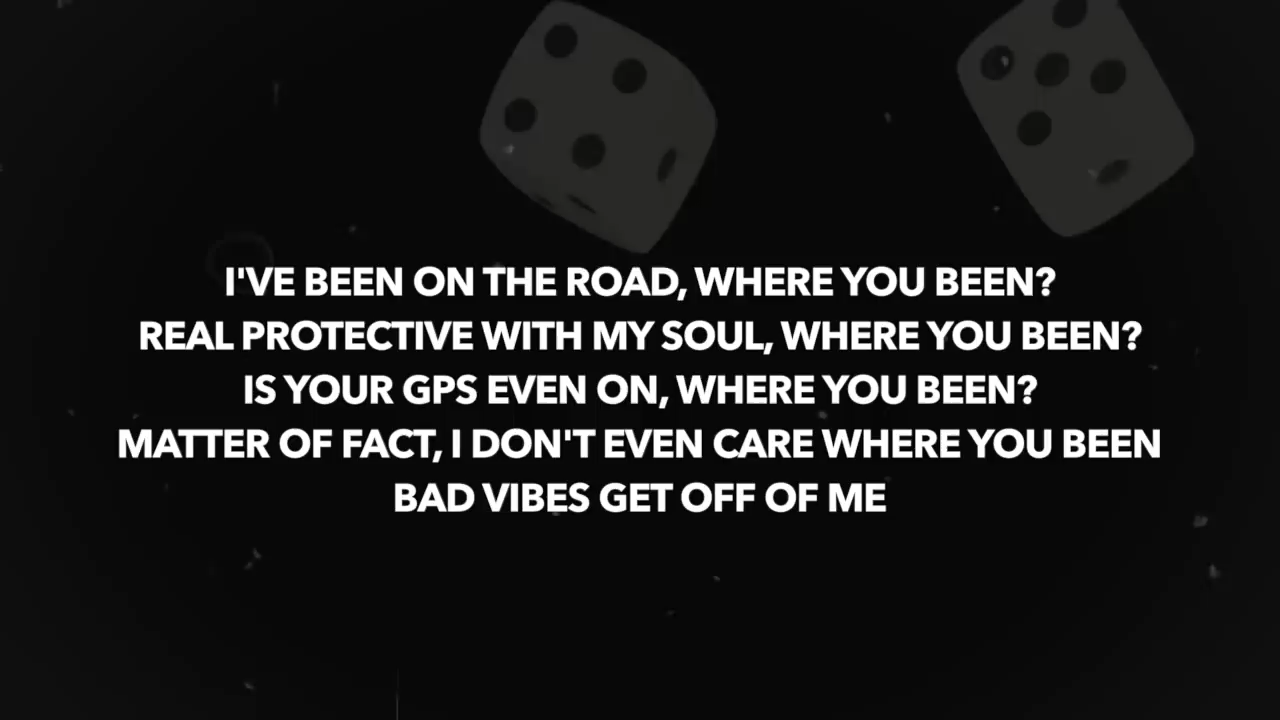 I'VE BEEN ON THE ROAD, WHERE YOU BEEN?
REAL PROTECTIVE WITH MY SOUL, WHERE YOU BEEN?
IS YOUR GPS EVEN ON, WHERE YOU BEEN?
MATTER OF FACT, I DON'T EVEN CARE WHERE YOU BEEN
BAD VIBES GET OFF OF ME